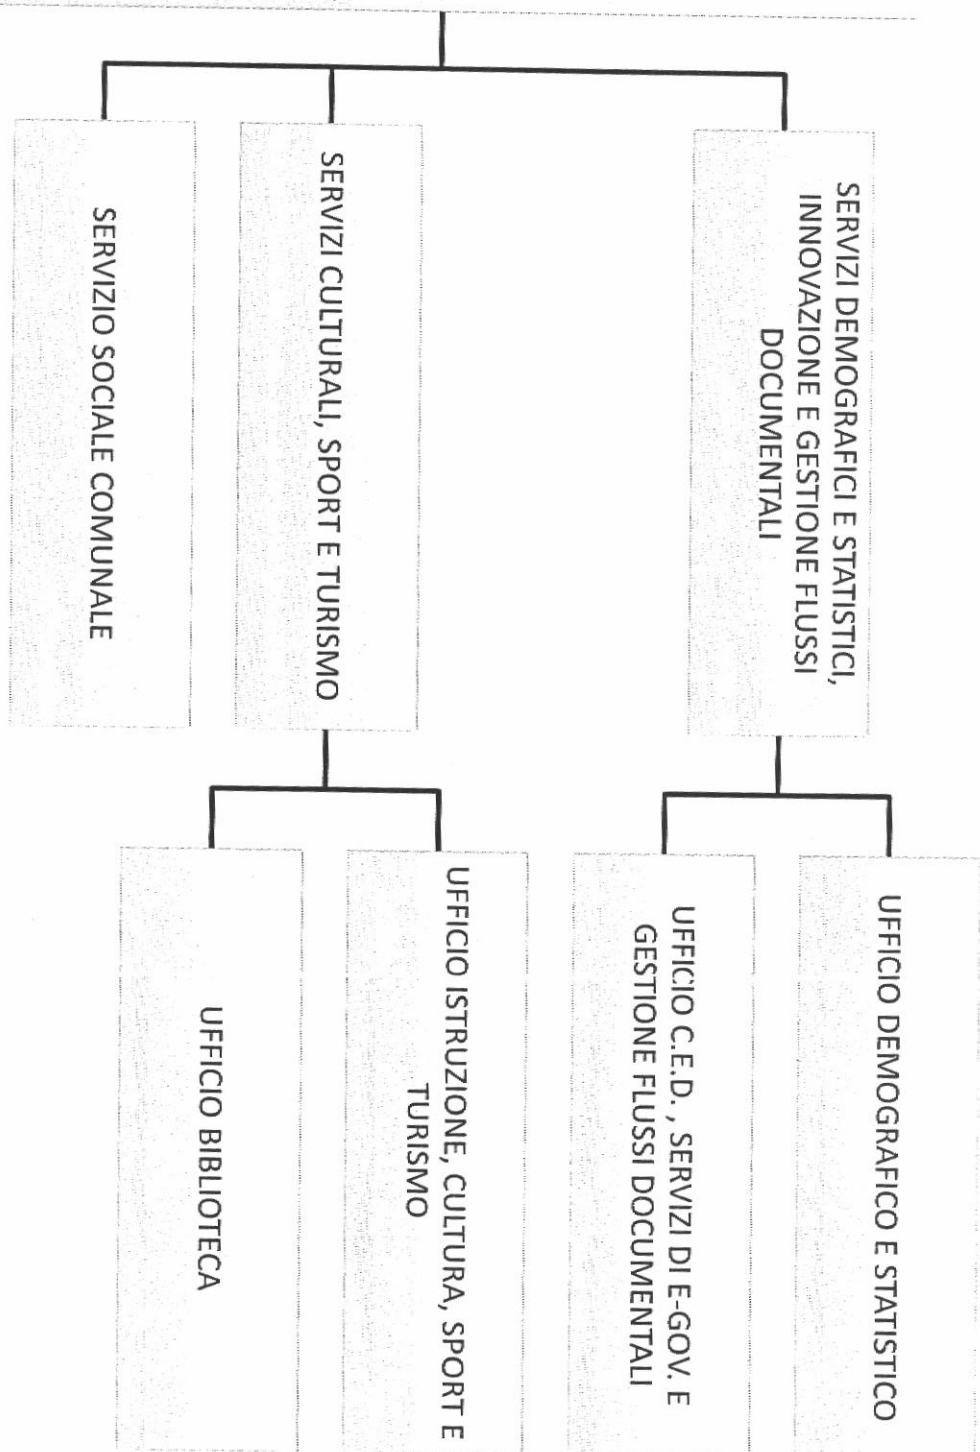 SERVIZI DEMOGRAFICI E STATISTICI,
INNOVAZIONE E GESTIONE FLUSSI
DOCUMENTALI
UFFICIO DEMOGRAFICO E STATISTICO
UFFICIO C.E.D. , SERVIZI DI E-GOV. E
GESTIONE FLUSSI DOCUMENTALI
SERVIZI CULTURALI, SPORT E TURISMO
UFFICIO ISTRUZIONE, CULTURA, SPORT E
TURISMO
UFFICIO BIBLIOTECA
SERVIZIO SOCIALE COMUNALE